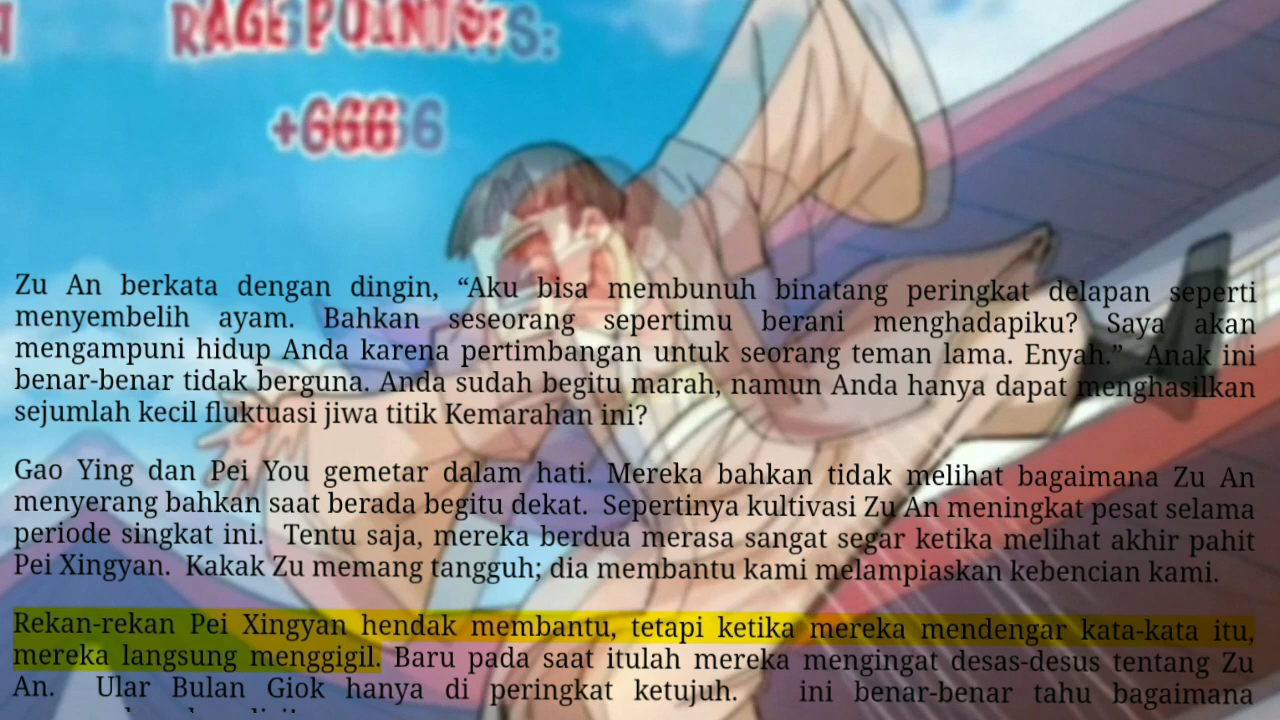 RAGE POINTS:
+666
Zu An berkata dengan dingin, “Aku bisa membunuh binatang peringkat delapan seperti
menyembelih ayam. Bahkan seseorang sepertimu berani menghadapiku? Saya akan
mengampuni hidup Anda karena pertimbangan untuk seorang teman lama. Enyah.” Anak ini
benar-benar tidak berguna. Anda sudah begitu marah, namun Anda hanya dapat menghasilkan
sejumlah kecil fluktuasi jiwa titik Kemarahan ini?
Gao Ying dan Pei You gemetar dalam hati. Mereka bahkan tidak melihat bagaimana Zu An
menyerang bahkan saat berada begitu dekat. Sepertinya kultivasi Zu An meningkat pesat selama
periode singkat ini. Tentu saja, mereka berdua merasa sangat segar ketika melihat akhir pahit
Pei Xingyan. Kakak Zu memang tangguh; dia membantu kami melampiaskan kebencian kami.
Rekan-rekan Pei Xingyan hendak membantu, tetapi ketika mereka mendengar kata-kata itu,
mereka langsung menggigil. Baru pada saat itulah mereka mengingat desas-desus tentang Zu
An. Ular Bulan Giok hanya di peringkat ketujuh. ini benar-benar tahu bagaimana